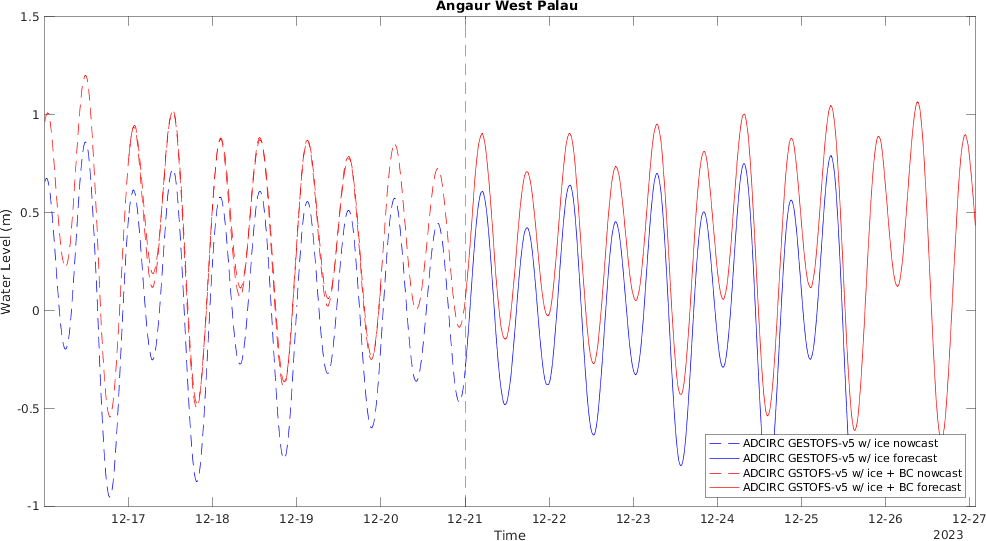 Angaur West Palau
1.5
1
0.5
0
-0.5
-1
Water Level (m)
ADCIRC GESTOFS-v5 w/ ice nowcast
ADCIRC GESTOFS-v5 w/ ice forecast
ADCIRC GSTOFS-v5 w/ ice + BC nowcast
ADCIRC GSTOFS-v5 w/ ice + BC forecast
12-17 12-18 12-19 12-20 12-21 12-22 12-23 12-24 12-25 12-26 12-27
Time
2023